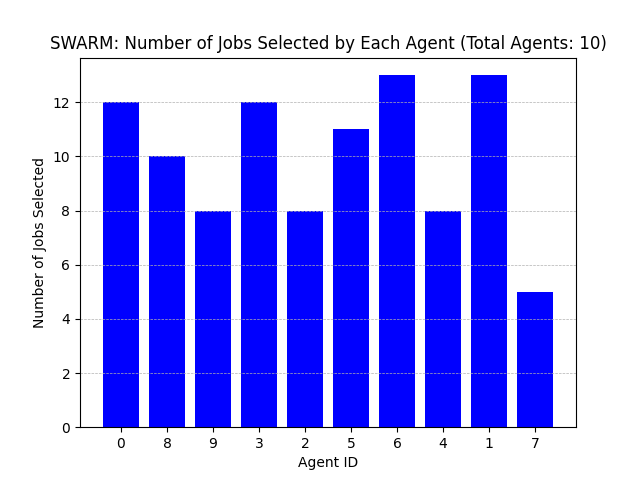 SWARM: Number of Jobs Selected by Each Agent (Total Agents: 10)
Number of Jobs Selected
12
10
8
6
4
2
0
0 8 9 3 2 5 6 4 1 7
Agent ID